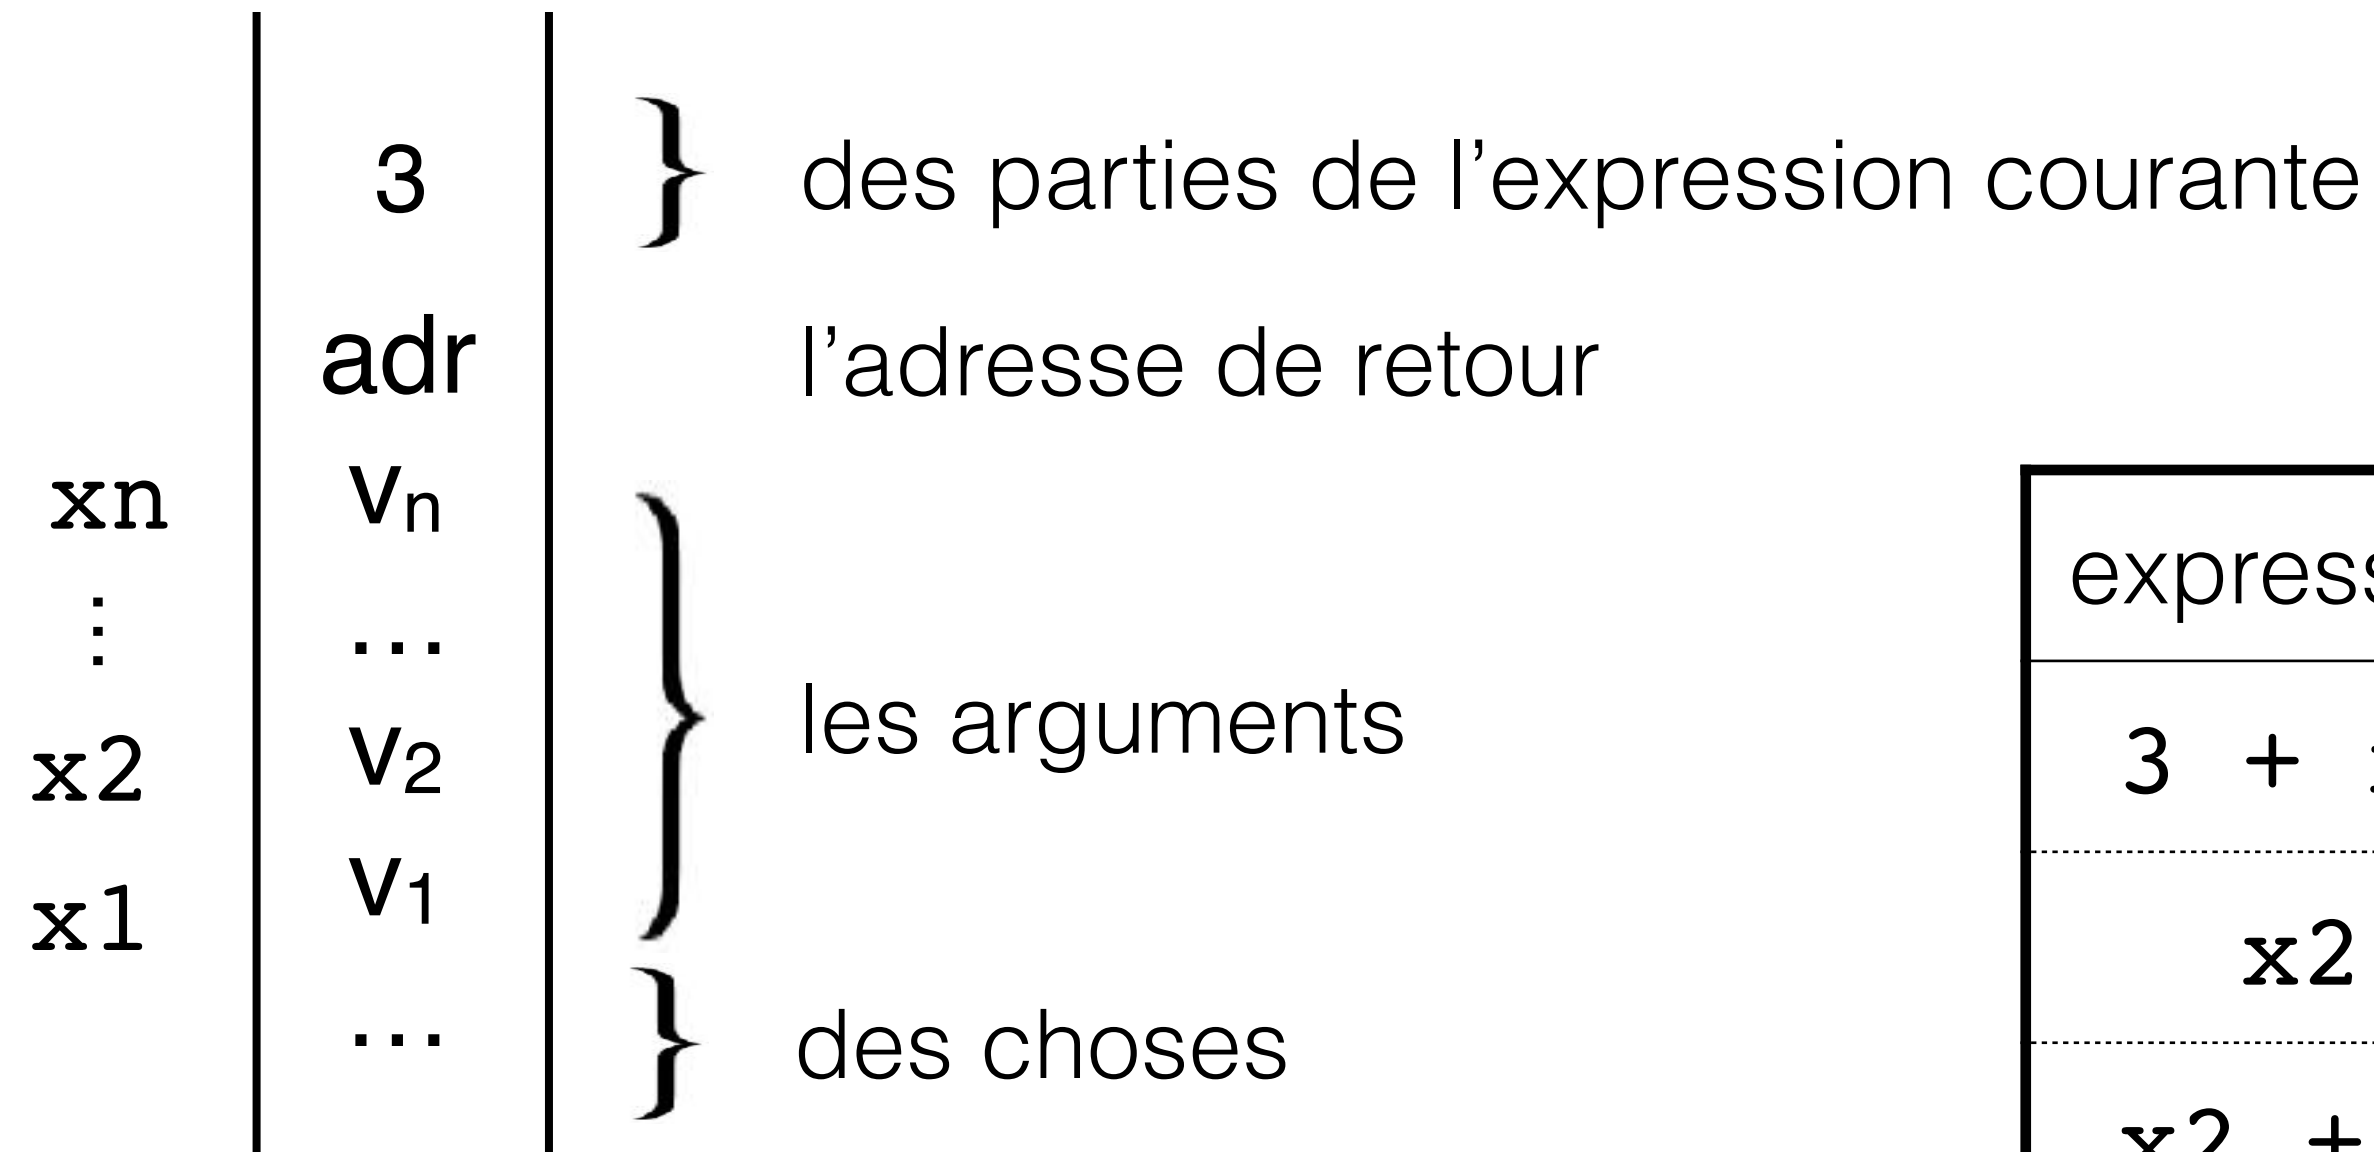 3 des parties de l’expression courante
adr l’adresse de retour
xn vn
⋮ ...
les arguments
x2 v2
x1 v1
... des choses
3 +
x2
x2 +